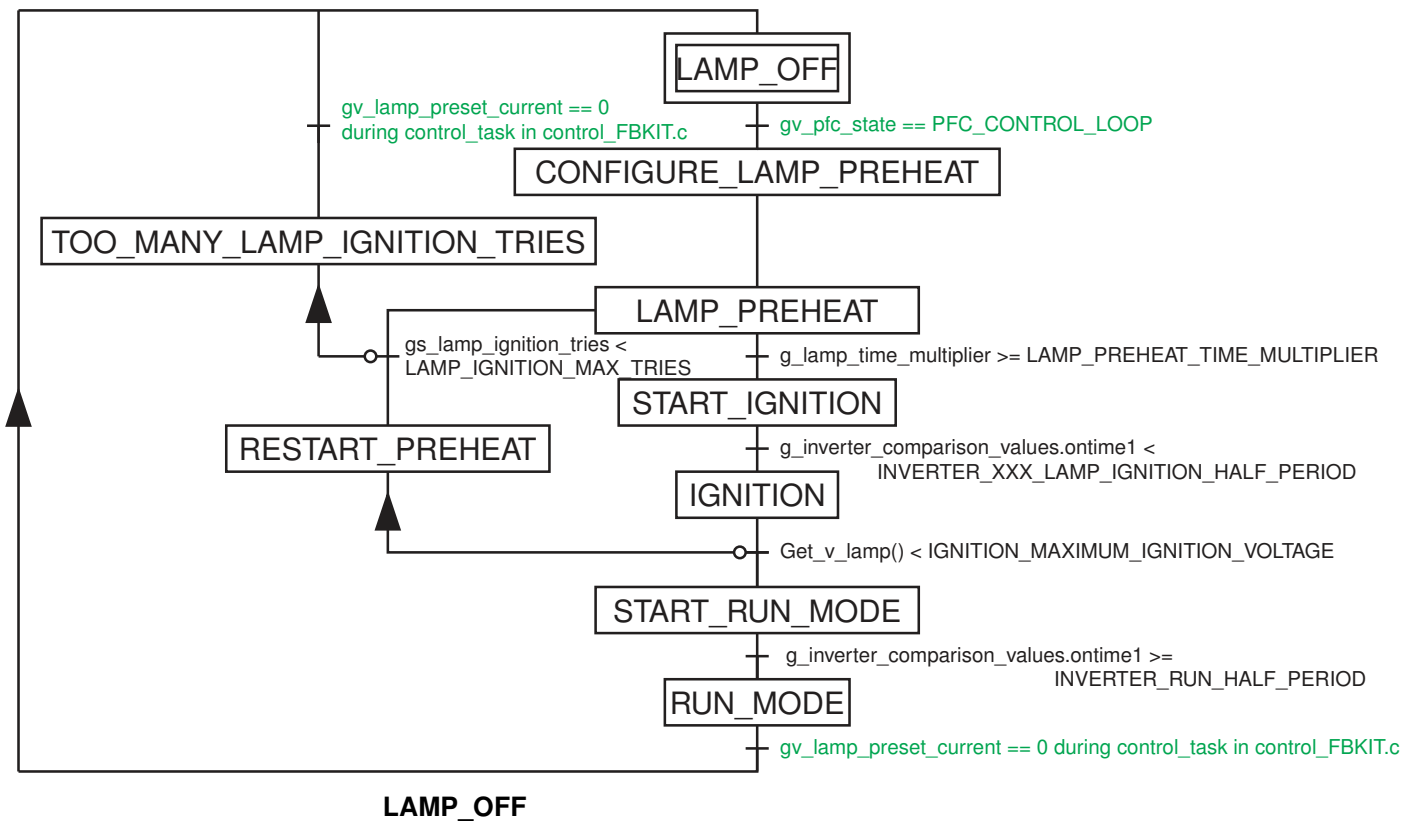 LAMP_OFF
gv_lamp_preset_current == 0
during control_task in control_FBKIT.c
gv_pfc_state == PFC_CONTROL_LOOP
CONFIGURE_LAMP_PREHEAT
TOO_MANY_LAMP_IGNITION_TRIES
LAMP_PREHEAT
gs_lamp_ignition_tries <
LAMP_IGNITION_MAX_TRIES
g_lamp_time_multiplier >= LAMP_PREHEAT_TIME_MULTIPLIER
START_IGNITION
RESTART_PREHEAT
g_inverter_comparison_values.ontime1 <
INVERTER_XXX_LAMP_IGNITION_HALF_PERIOD
IGNITION
Get_v_lamp() < IGNITION_MAXIMUM_IGNITION_VOLTAGE
START_RUN_MODE
g_inverter_comparison_values.ontime1 >=
INVERTER_RUN_HALF_PERIOD
RUN_MODE
gv_lamp_preset_current == 0 during control_task in control_FBKIT.c
LAMP_OFF